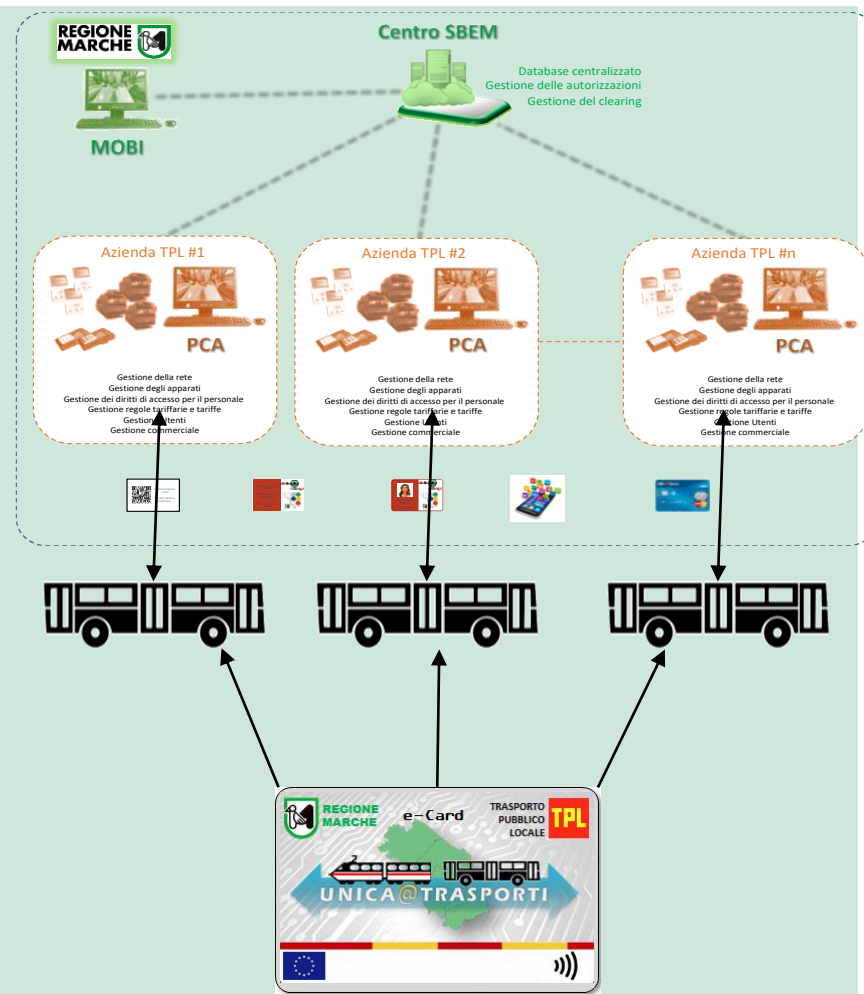 REGIONE
MARCHE
MOBI
Centro SBEM
Database centralizzato
Gestione delle autorizzazioni
Gestione del clearing
Azienda TPL #1
PCA
Gestione della rete
Gestione degli apparati
Gestione dei diritti di accesso per il personale
Gestione regole tariffarie e tariffe
Gestione Utenti
Gestione commerciale
Azienda TPL #2
PCA
Gestione della rete
Gestione degli apparati
Gestione dei diritti di accesso per il personale
Gestione regole tariffarie e tariffe
Gestione Utenti
Gestione commerciale
Azienda TPL #n
PCA
Gestione della rete
Gestione degli apparati
Gestione dei diritti di accesso per il personale
Gestione regole tariffarie e tariffe
Gestione Utenti
Gestione commerciale
REGIONE
MARCHE
e-Card
TRASPORTO
PUBBLICO
LOCALE
TPL
UNICA@TRASPORTI